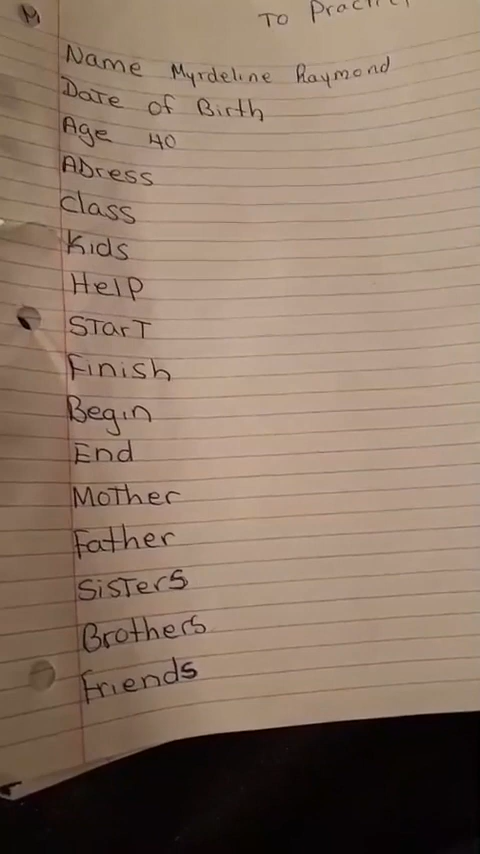 To Practice
Name Myrdeline Raymond
Date of Birth
Age 40
ADress
class
Kids
Help
START
Finish
Begin
End
Mother
Father
Sisters
Brothers
Friends